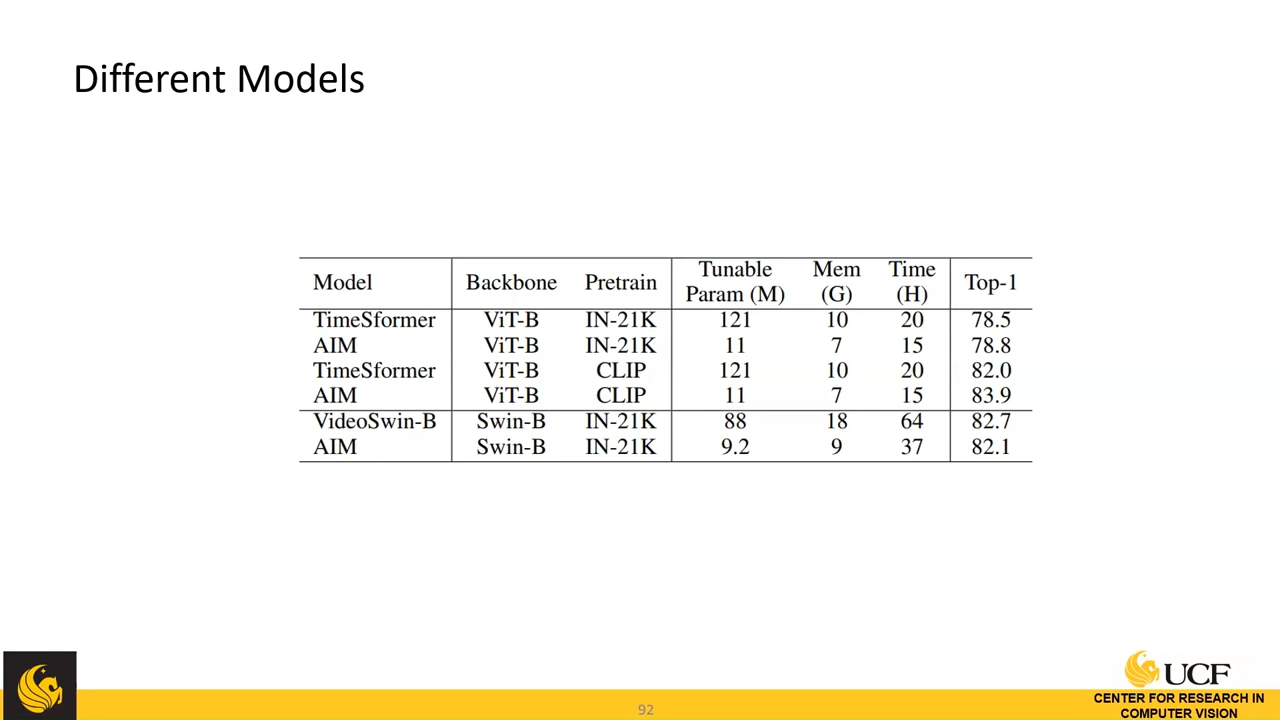 Different Models
Model Backbone Pretrain Tunable Param (M) Mem (G) Time (H) Top-1
TimeSformer ViT-B IN-21K 121 10 20 78.5
AIM ViT-B IN-21K 11 7 15 78.8
TimeSformer ViT-B CLIP 121 10 20 82.0
AIM ViT-B CLIP 11 7 15 83.9
VideoSwin-B Swin-B IN-21K 88 18 64 82.7
AIM Swin-B IN-21K 9.2 9 37 82.1
92
UCF
CENTER FOR RESEARCH IN
COMPUTER VISION